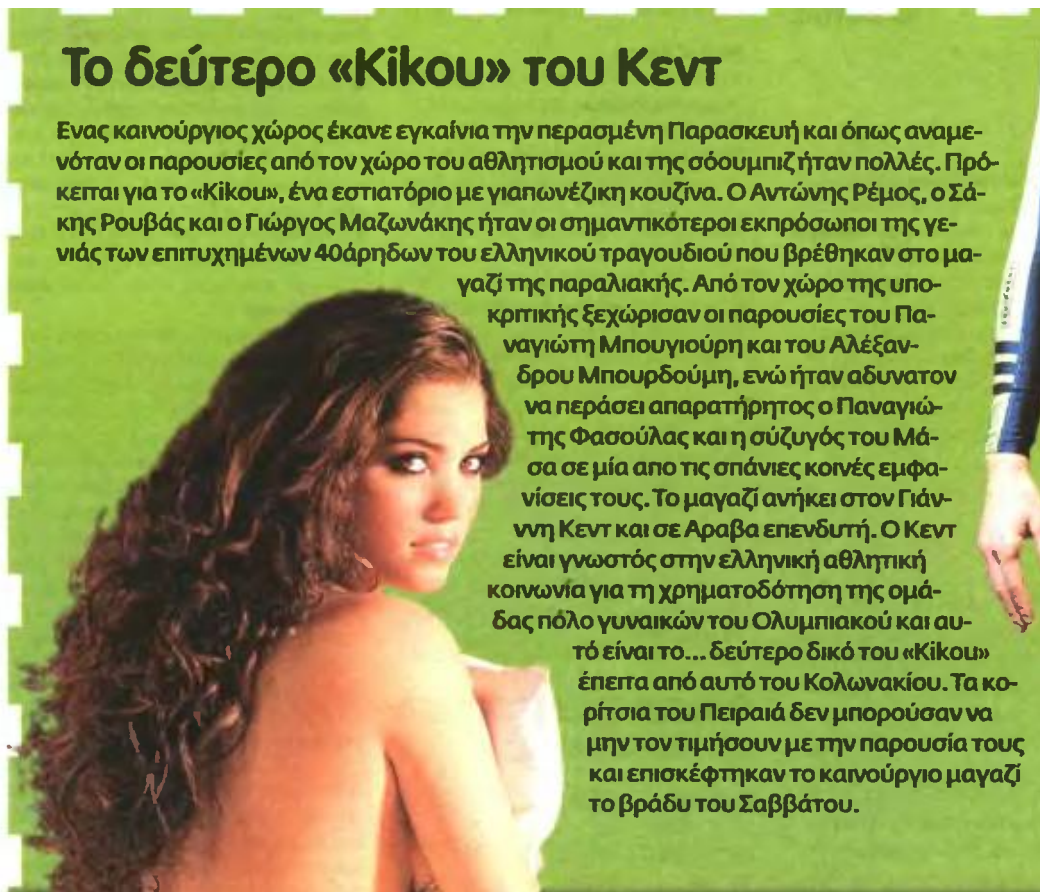 Το δεύτερο «Kikou» του Κεντ
Ενας καινούργιος χώρος έκανε εγκαίνια την περασμένη Παρασκευή και όπως αναμε-
νόταν οι παρουσίες από τον χώρο του αθλητισμού και της σόουμπιζ ήταν πολλές. Πρό-
κειται για το «Kikou», ένα εστιατόριο με γιαπωνέζικη κουζίνα. Ο Αντώνης Ρέμος, ο Σά-
κης Ρουβάς και ο Γιώργος Μαζωνάκης ήταν οι σημαντικότεροι εκπρόσωποι της γε-
νιάς των επιτυχημένων 40άρηδων του ελληνικού τραγουδιού που βρέθηκαν στο μα-
γαζί της παραλιακής. Από τον χώρο της υπο-
κριτικής ξεχώρισαν οι παρουσίες του Πα-
ναγιώτη Μπουγιούρη και του Αλέξαν-
δρου Μπουρδούμη, ενώ ήταν αδυνατον
να περάσει απαρατήρητος ο Παναγιώ-
της Φασούλας και η σύζυγός του Μά-
σα σε μία απο τις σπάνιες κοινές εμφα-
νίσεις τους. Το μαγαζί ανήκει στον Γιάν-
ννη Κεντ και σε Αραβα επενδυτή. Ο Κεντ
είναι γνωστός στην ελληνική αθλητική
κοινωνία για τη χρηματοδότηση της ομά-
δας πόλο γυναικών του Ολυμπιακού και αυ-
τό είναι το... δεύτερο δικό του «Kikou»
έπειτα από αυτό του Κολωνακίου. Τα κο-
ρίτσια του Πειραιά δεν μπορούσαν να
μην τον τιμήσουν με την παρουσία τους
και επισκέφτηκαν το καινούργιο μαγαζί
το βράδυ του Σαββάτου.